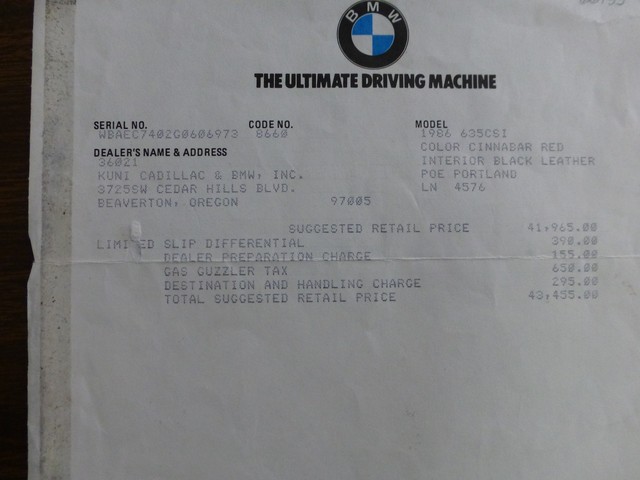 BMW
THE ULTIMATE DRIVING MACHINE
SERIAL NO. CODE NO. MODEL
WBAEC7402G0606973 8660 1986 635CSI
COLOR CINNABAR RED
DEALER'S NAME & ADDRESS
36021 INTERIOR BLACK LEATHER
KUNI CADILLAC & BMW, INC. POE PORTLAND
3725SW CEDAR HILLS BLVD. LN 4576
BEAVERTON, OREGON 97005
SUGGESTED RETAIL PRICE 41,965.00
LIMITED SLIP DIFFERENTIAL 390.00
DEALER PREPARATION CHARGE 155.00
GAS GUZZLER TAX 650.00
DESTINATION AND HANDLING CHARGE 295.00
TOTAL SUGGESTED RETAIL PRICE 43,455.00